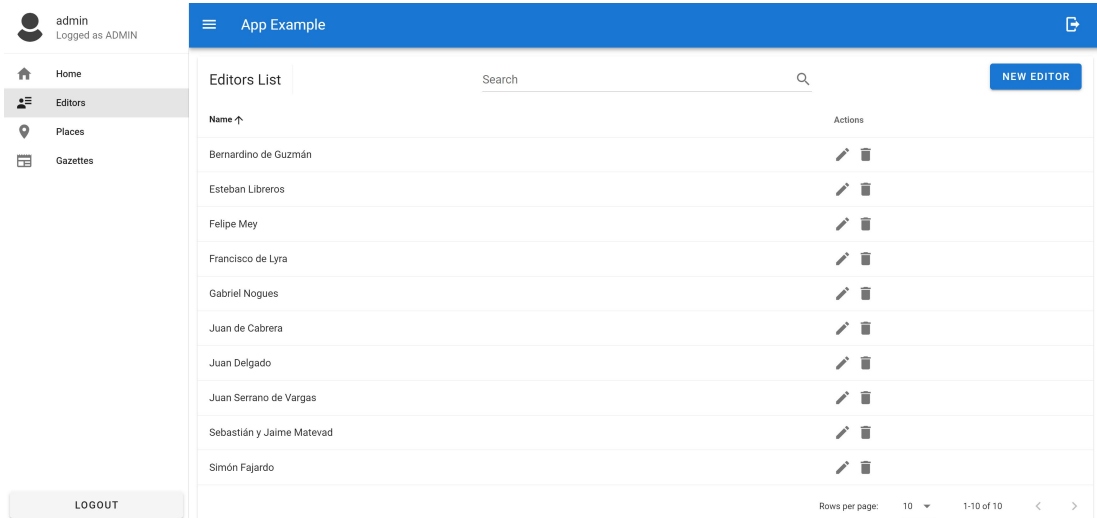 admin
Logged as ADMIN
App Example
Home
Editors
Places
Gazettes
LOGOUT
Editors List
Search
NEW EDITOR
Name
Actions
Bernardino de Guzmán
Esteban Libreros
Felipe Mey
Francisco de Lyra
Gabriel Nogues
Juan de Cabrera
Juan Delgado
Juan Serrano de Vargas
Sebastián y Jaime Matevad
Simón Fajardo
Rows per page: 10 1-10 of 10